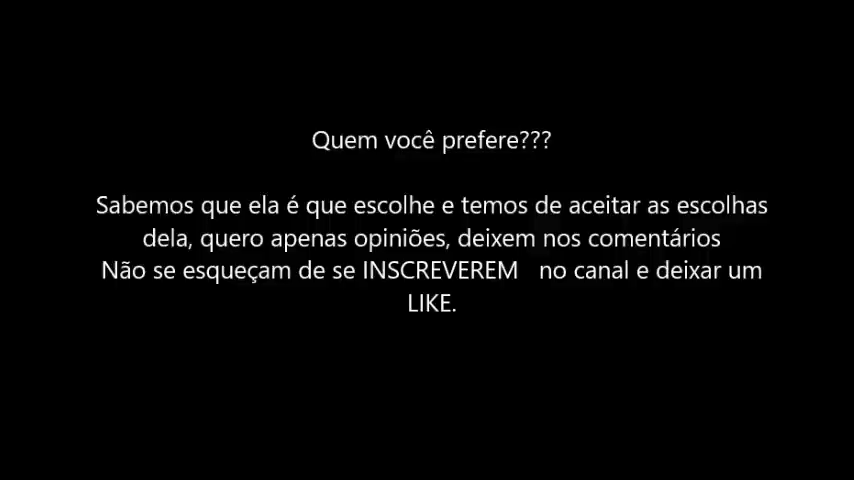 Quem você prefere???
Sabemos que ela é que escolhe e temos de aceitar as escolhas
dela, quero apenas opiniões, deixem nos comentários
Não se esqueçam de se INSCREVEREM no canal e deixar um
LIKE.